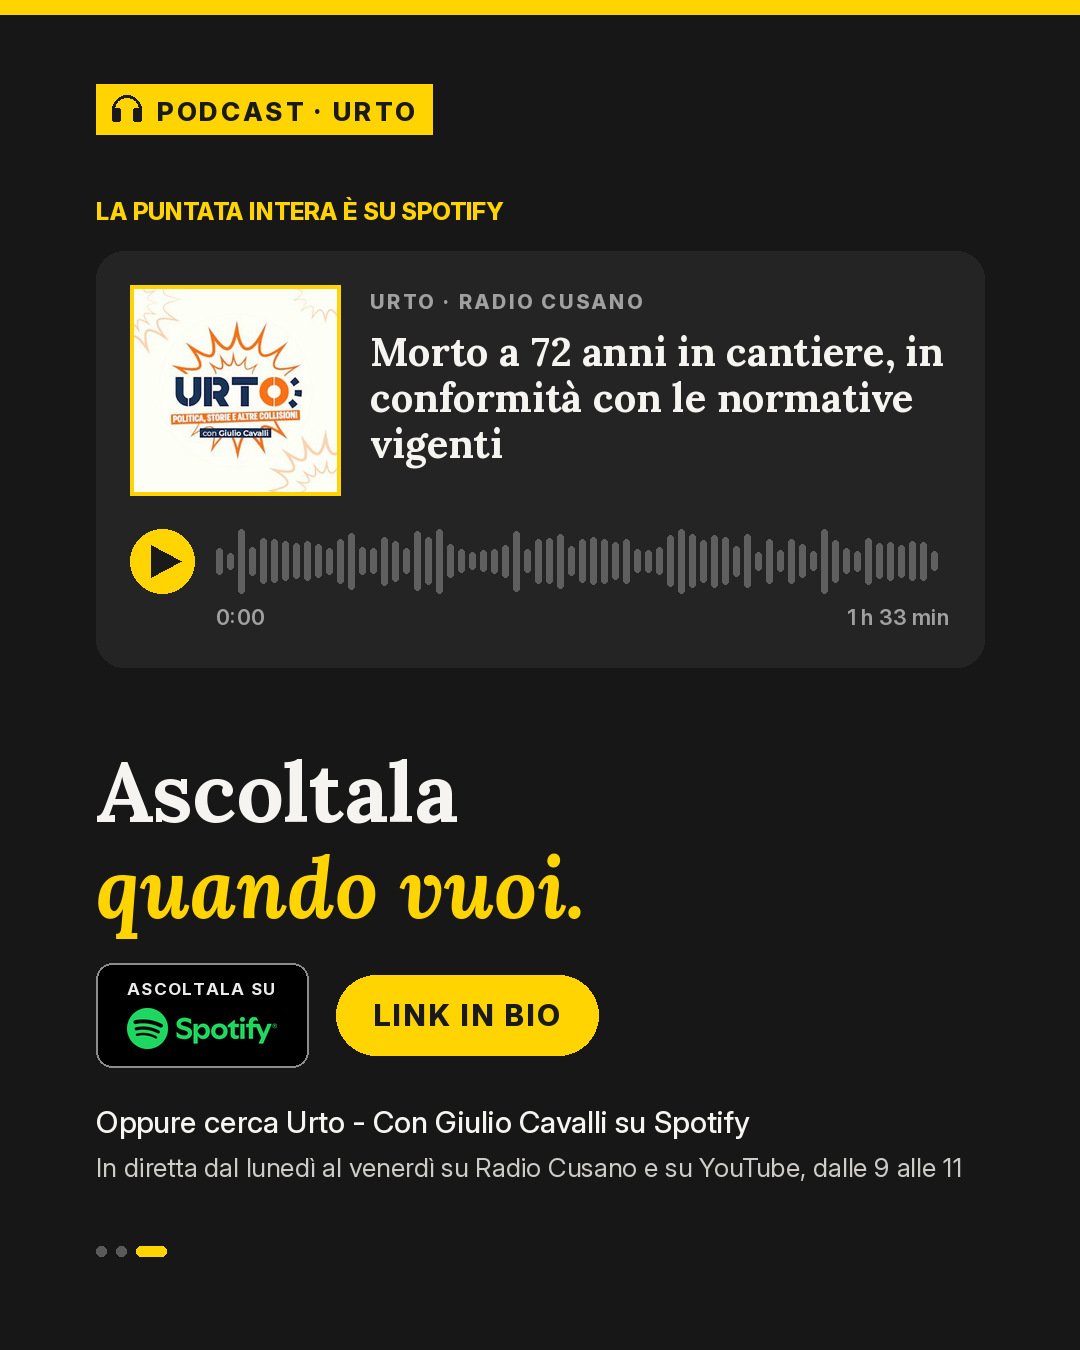 PODCAST · URTO
LA PUNTATA INTERA È SU SPOTIFY
URTO
POLITICA, STORIE E ALTRE COLLISIONI
con Giulio Cavalli
URTO · RADIO CUSANO
Morto a 72 anni in cantiere, in
conformità con le normative
vigenti
0:00
1 h 33 min
Ascoltala
quando vuoi.
ASCOLTALA SU
Spotify
LINK IN BIO
Oppure cerca Urto - Con Giulio Cavalli su Spotify
In diretta dal lunedì al venerdì su Radio Cusano e su YouTube, dalle 9 alle 11